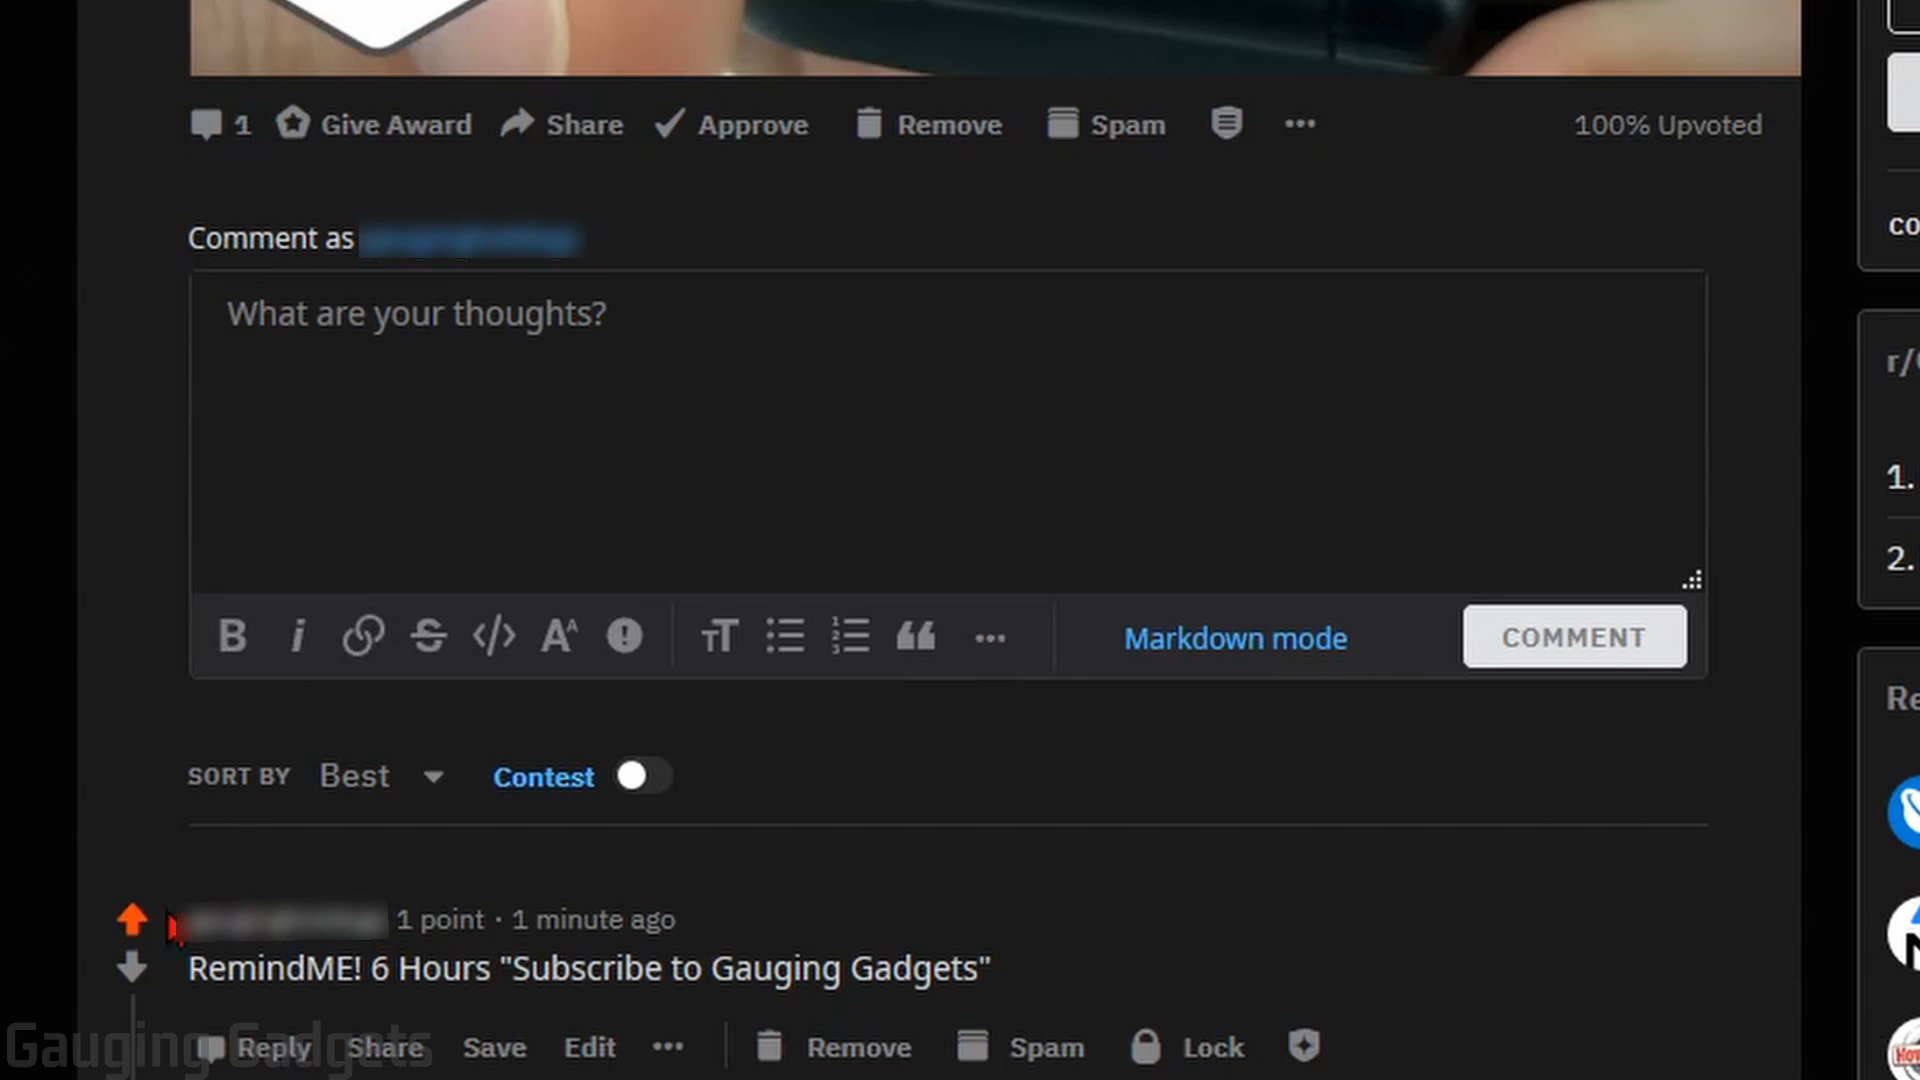 1 Give Award Share Approve Remove Spam 100% Upvoted
Comment as
What are your thoughts?
B i S </> AA TT Markdown mode COMMENT
SORT BY Best Contest
1 point · 1 minute ago
RemindME! 6 Hours "Subscribe to Gauging Gadgets"
Reply Share Save Edit Remove Spam Lock
Gauging Gadgets
co
r/
1.
2.
Re